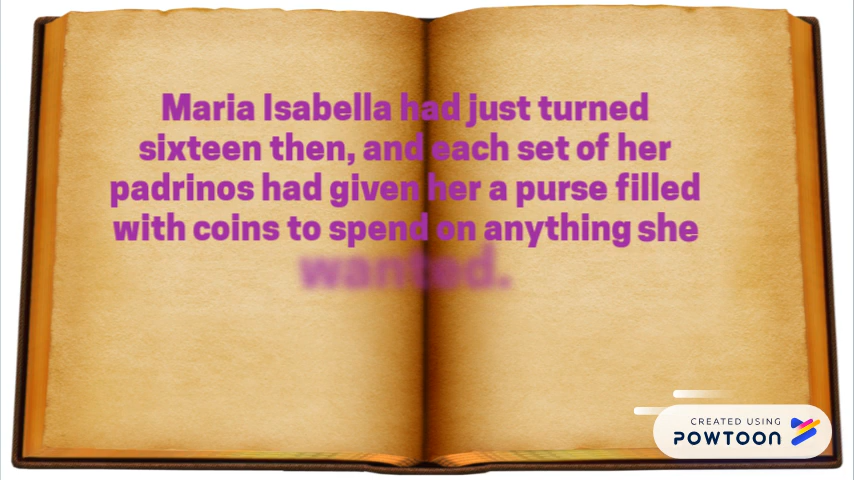 Maria Isabella had just turned
sixteen then, and each set of her
padrinos had given her a purse filled
with coins to spend on anything she
wanted.
CREATED USING
POWTOON